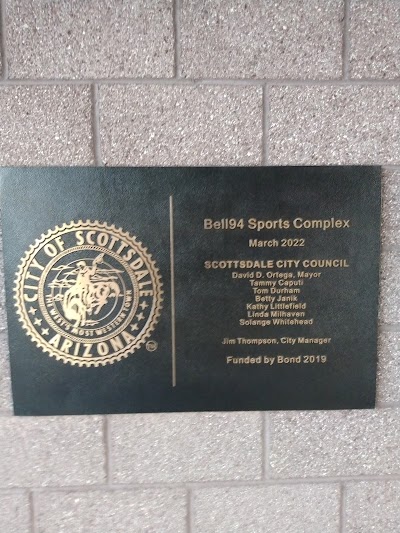 CITY OF SCOTTSDALE
THE WEST'S MOST WESTERN TOWN
ARIZONA
TM
Bell94 Sports Complex
March 2022
SCOTTSDALE CITY COUNCIL
David D. Ortega, Mayor
Tammy Caputi
Tom Durham
Betty Janik
Kathy Littlefield
Linda Milhaven
Solange Whitehead
Jim Thompson, City Manager
Funded by Bond 2019